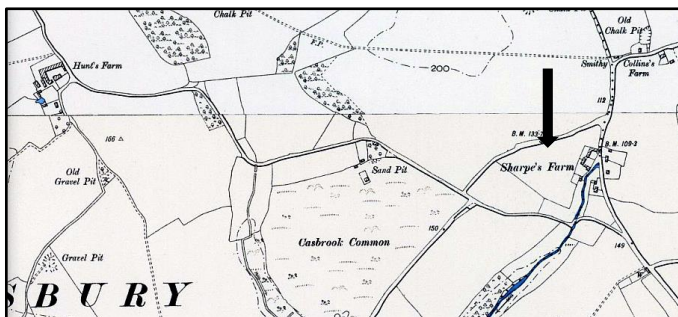 Chalk Pit
Old
Chalk Pit
F.P.
Hunt's Farm
200
Smithy
Collins's
Farm
112
166
B.M. 109·3
Sharpe's Farm
Old
Gravel Pit
Sand Pit
150
149
Casbrook Common
Gravel Pit
SBURY